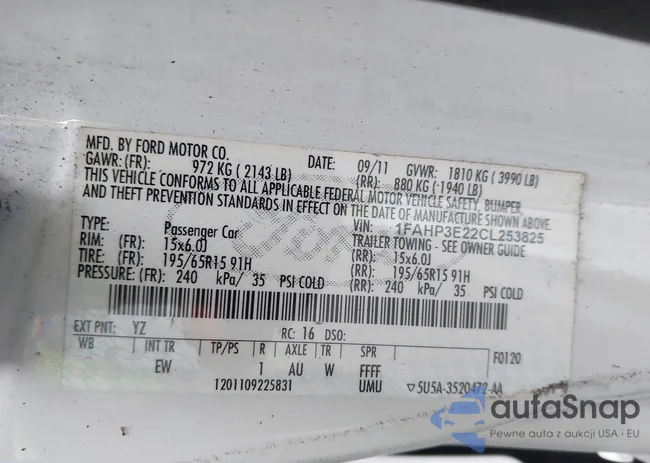 MFD. BY FORD MOTOR CO. DATE: 09/11 GVWR: 1810 KG ( 3990 LB)
GAWR: (FR): 972 KG ( 2143 LB) (RR): 880 KG ( 1940 LB)
THIS VEHICLE CONFORMS TO ALL APPLICABLE FEDERAL MOTOR VEHICLE SAFETY, BUMPER,
AND THEFT PREVENTION STANDARDS IN EFFECT ON THE DATE OF MANUFACTURE SHOWN ABOVE.
VIN: 1FAHP3E22CL253825
TYPE: Passenger Car TRAILER TOWING - SEE OWNER GUIDE
RIM: (FR) 15x6.0J (RR): 15x6.0J
TIRE: (FR) 195/65R15 91H (RR): 195/65R15 91H
PRESSURE: (FR) 240 kPa/ 35 PSI COLD (RR) 240 kPa/ 35 PSI COLD
EXT PNT: YZ RC: 16 DSO:
WB INT TR TP/PS R AXLE TR SPR F0120
EW 1 AU W FFFF
1201109225831 UMU ▽5U5A-3520472-AA
Ford
autaSnap
Pewne auta z aukcji USA i EU